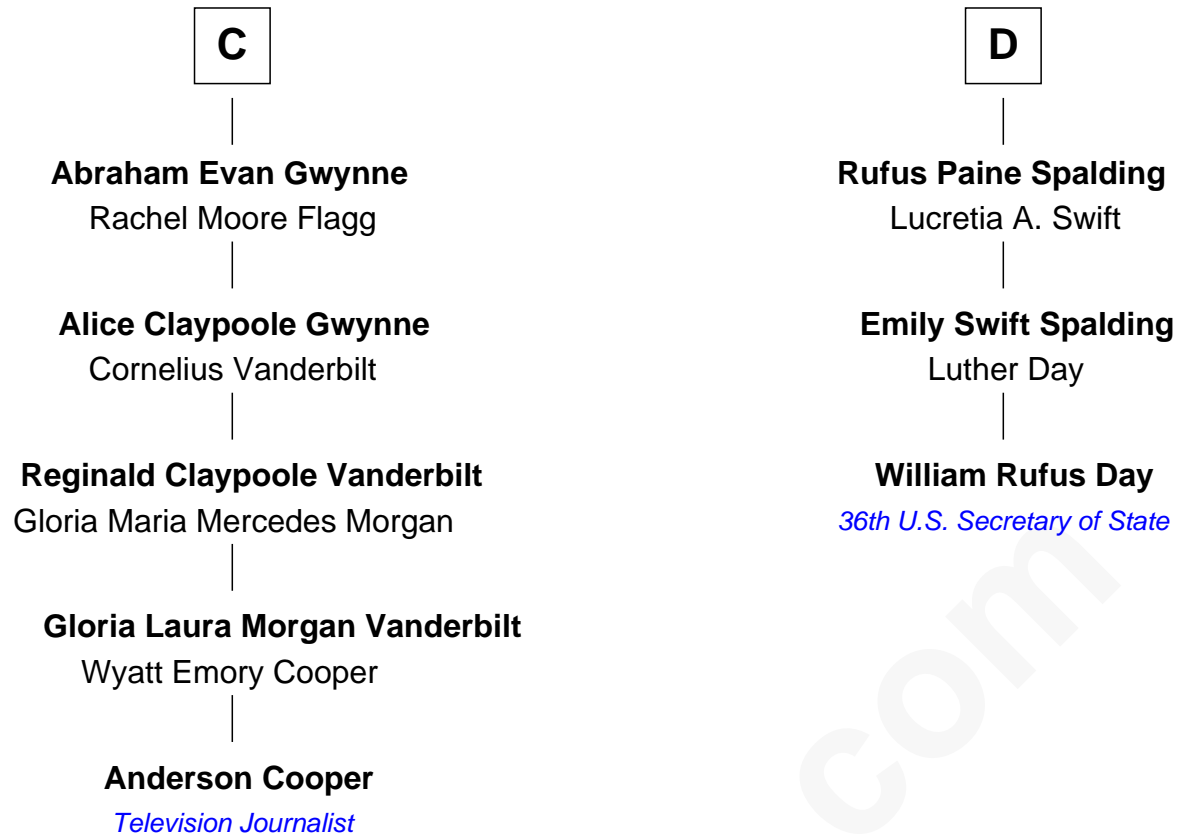 C
Abraham Evan Gwynne
Rachel Moore Flagg
Alice Claypoole Gwynne
Cornelius Vanderbilt
Reginald Claypoole Vanderbilt
Gloria Maria Mercedes Morgan
Gloria Laura Morgan Vanderbilt
Wyatt Emory Cooper
Anderson Cooper
Television Journalist
D
Rufus Paine Spalding
Lucretia A. Swift
Emily Swift Spalding
Luther Day
William Rufus Day
36th U.S. Secretary of State
com